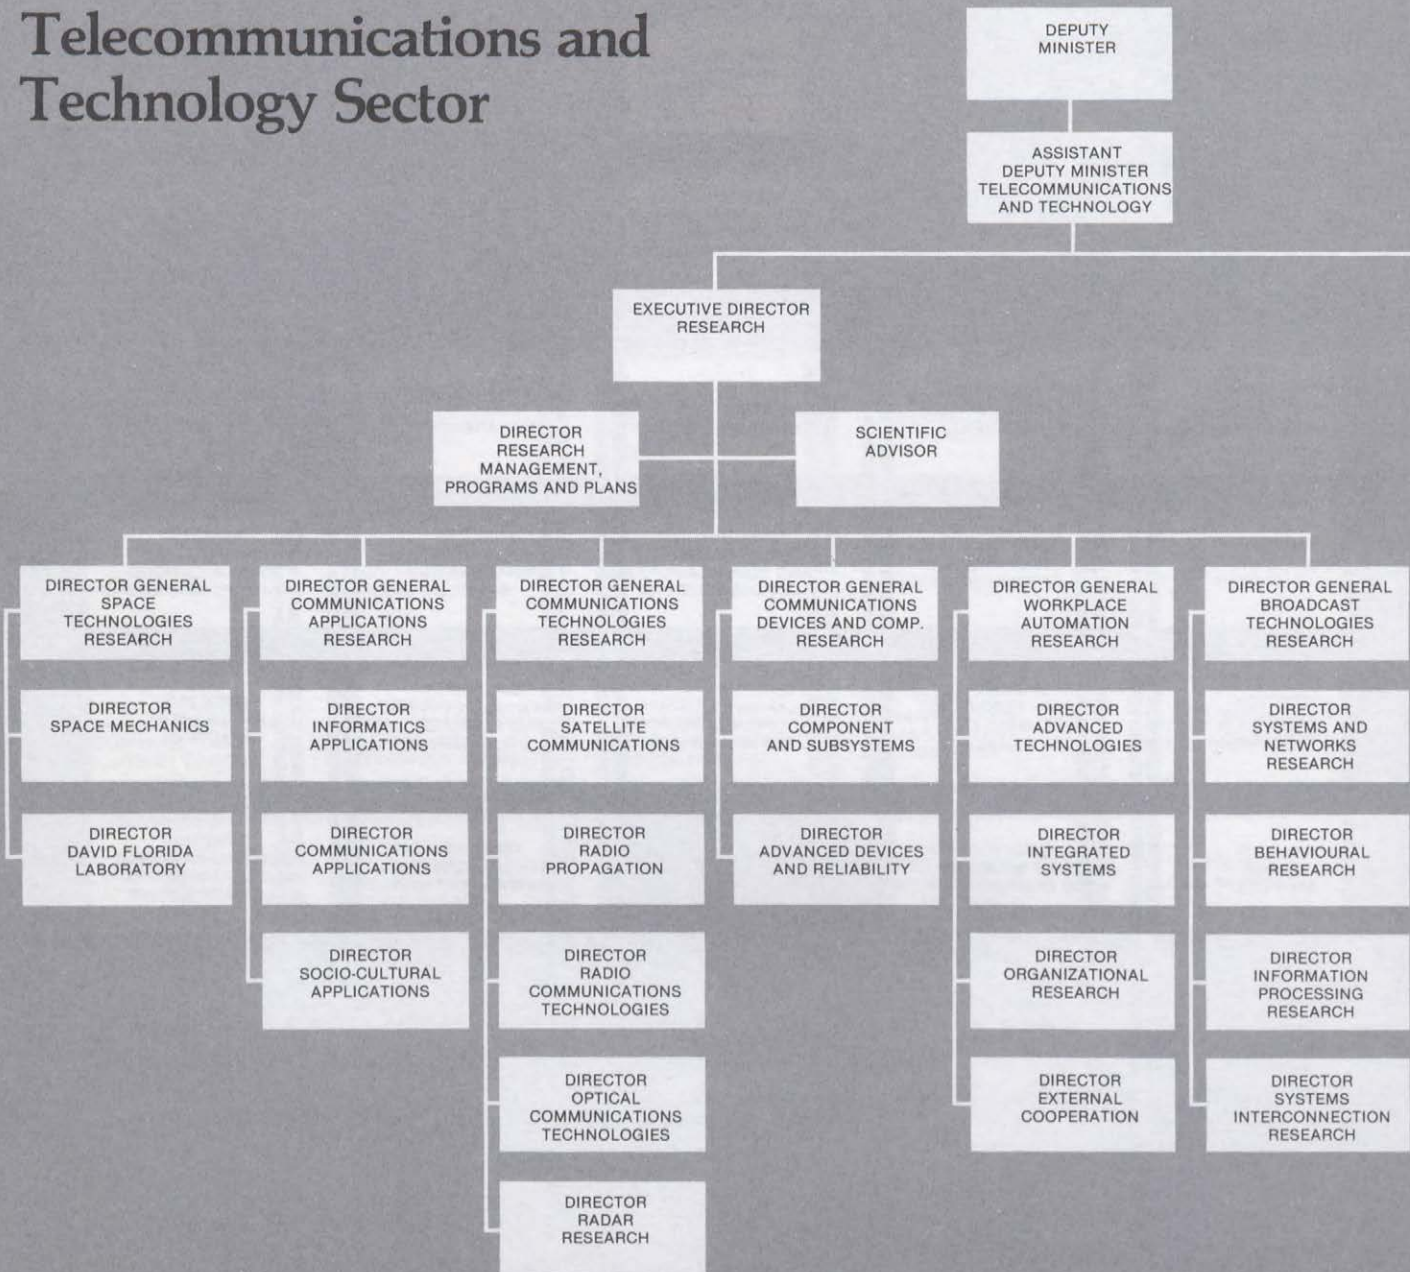 Telecommunications and
Technology Sector
DEPUTY
MINISTER
ASSISTANT
DEPUTY MINISTER
TELECOMMUNICATIONS
AND TECHNOLOGY
EXECUTIVE DIRECTOR
RESEARCH
DIRECTOR
RESEARCH
MANAGEMENT,
PROGRAMS AND PLANS
SCIENTIFIC
ADVISOR
DIRECTOR GENERAL
SPACE
TECHNOLOGIES
RESEARCH
DIRECTOR
SPACE MECHANICS
DIRECTOR
DAVID FLORIDA
LABORATORY
DIRECTOR GENERAL
COMMUNICATIONS
APPLICATIONS
RESEARCH
DIRECTOR
INFORMATICS
APPLICATIONS
DIRECTOR
COMMUNICATIONS
APPLICATIONS
DIRECTOR
SOCIO-CULTURAL
APPLICATIONS
DIRECTOR GENERAL
COMMUNICATIONS
TECHNOLOGIES
RESEARCH
DIRECTOR
SATELLITE
COMMUNICATIONS
DIRECTOR
RADIO
PROPAGATION
DIRECTOR
RADIO
COMMUNICATIONS
TECHNOLOGIES
DIRECTOR
OPTICAL
COMMUNICATIONS
TECHNOLOGIES
DIRECTOR
RADAR
RESEARCH
DIRECTOR GENERAL
COMMUNICATIONS
DEVICES AND COMP.
RESEARCH
DIRECTOR
COMPONENT
AND SUBSYSTEMS
DIRECTOR
ADVANCED DEVICES
AND RELIABILITY
DIRECTOR GENERAL
WORKPLACE
AUTOMATION
RESEARCH
DIRECTOR
ADVANCED
TECHNOLOGIES
DIRECTOR
INTEGRATED
SYSTEMS
DIRECTOR
ORGANIZATIONAL
RESEARCH
DIRECTOR
EXTERNAL
COOPERATION
DIRECTOR GENERAL
BROADCAST
TECHNOLOGIES
RESEARCH
DIRECTOR
SYSTEMS AND
NETWORKS
RESEARCH
DIRECTOR
BEHAVIOURAL
RESEARCH
DIRECTOR
INFORMATION
PROCESSING
RESEARCH
DIRECTOR
SYSTEMS
INTERCONNECTION
RESEARCH